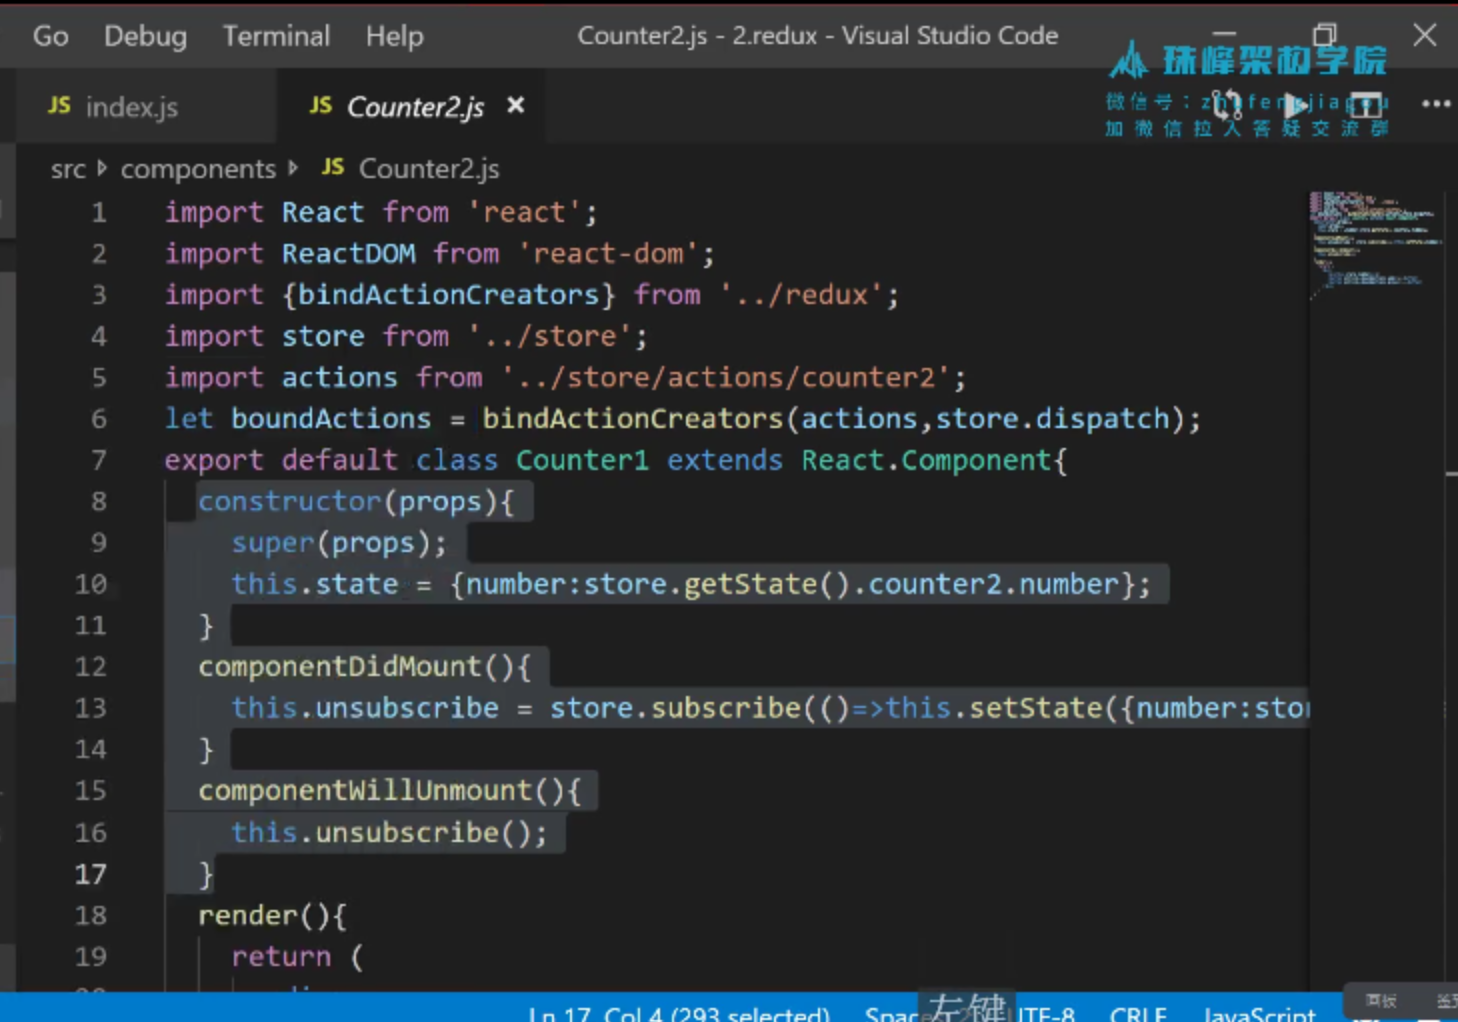 Go Debug Terminal Help Counter2.js - 2.redux - Visual Studio Code
珠峰架构学院
JS index.js JS Counter2.js ×
微信号：zhufengjiagou
加微信拉入答疑交流群
src components JS Counter2.js
1 import React from 'react';
2 import ReactDOM from 'react-dom';
3 import {bindActionCreators} from '../redux';
4 import store from '../store';
5 import actions from '../store/actions/counter2';
6 let boundActions = bindActionCreators(actions,store.dispatch);
7 export default class Counter1 extends React.Component{
8 constructor(props){
9 super(props);
10 this.state = {number:store.getState().counter2.number};
11 }
12 componentDidMount(){
13 this.unsubscribe = store.subscribe(()=>this.setState({number:stor
14 }
15 componentWillUnmount(){
16 this.unsubscribe();
17 }
18 render(){
19 return (
Ln 17, Col 4 (293 selected) 左键 UTF-8 CRLF JavaScript
画板